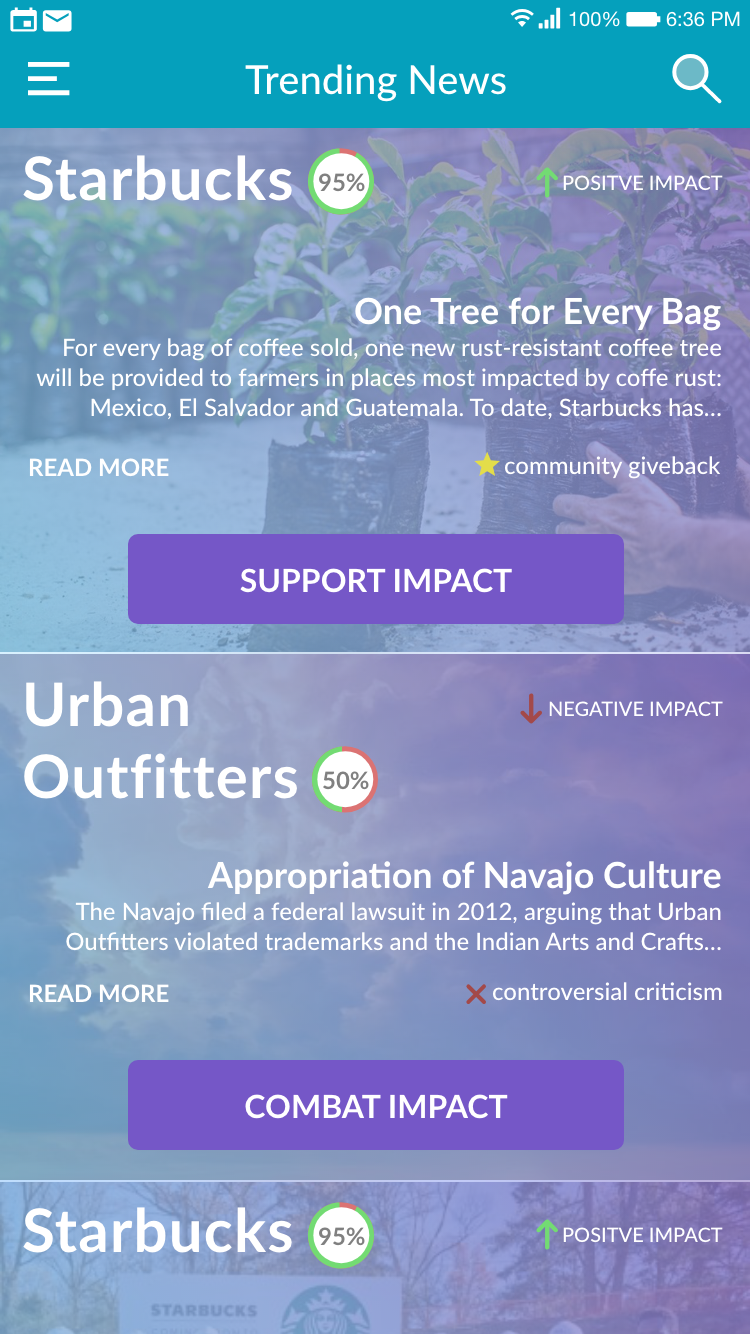 100% 6:36 PM
Trending News
Starbucks 95% POSITVE IMPACT
One Tree for Every Bag
For every bag of coffee sold, one new rust-resistant coffee tree
will be provided to farmers in places most impacted by coffe rust:
Mexico, El Salvador and Guatemala. To date, Starbucks has...
READ MORE community giveback
SUPPORT IMPACT
Urban NEGATIVE IMPACT
Outfitters 50%
Appropriation of Navajo Culture
The Navajo filed a federal lawsuit in 2012, arguing that Urban
Outfitters violated trademarks and the Indian Arts and Crafts...
READ MORE controversial criticism
COMBAT IMPACT
Starbucks 95% POSITVE IMPACT
STARBUCKS